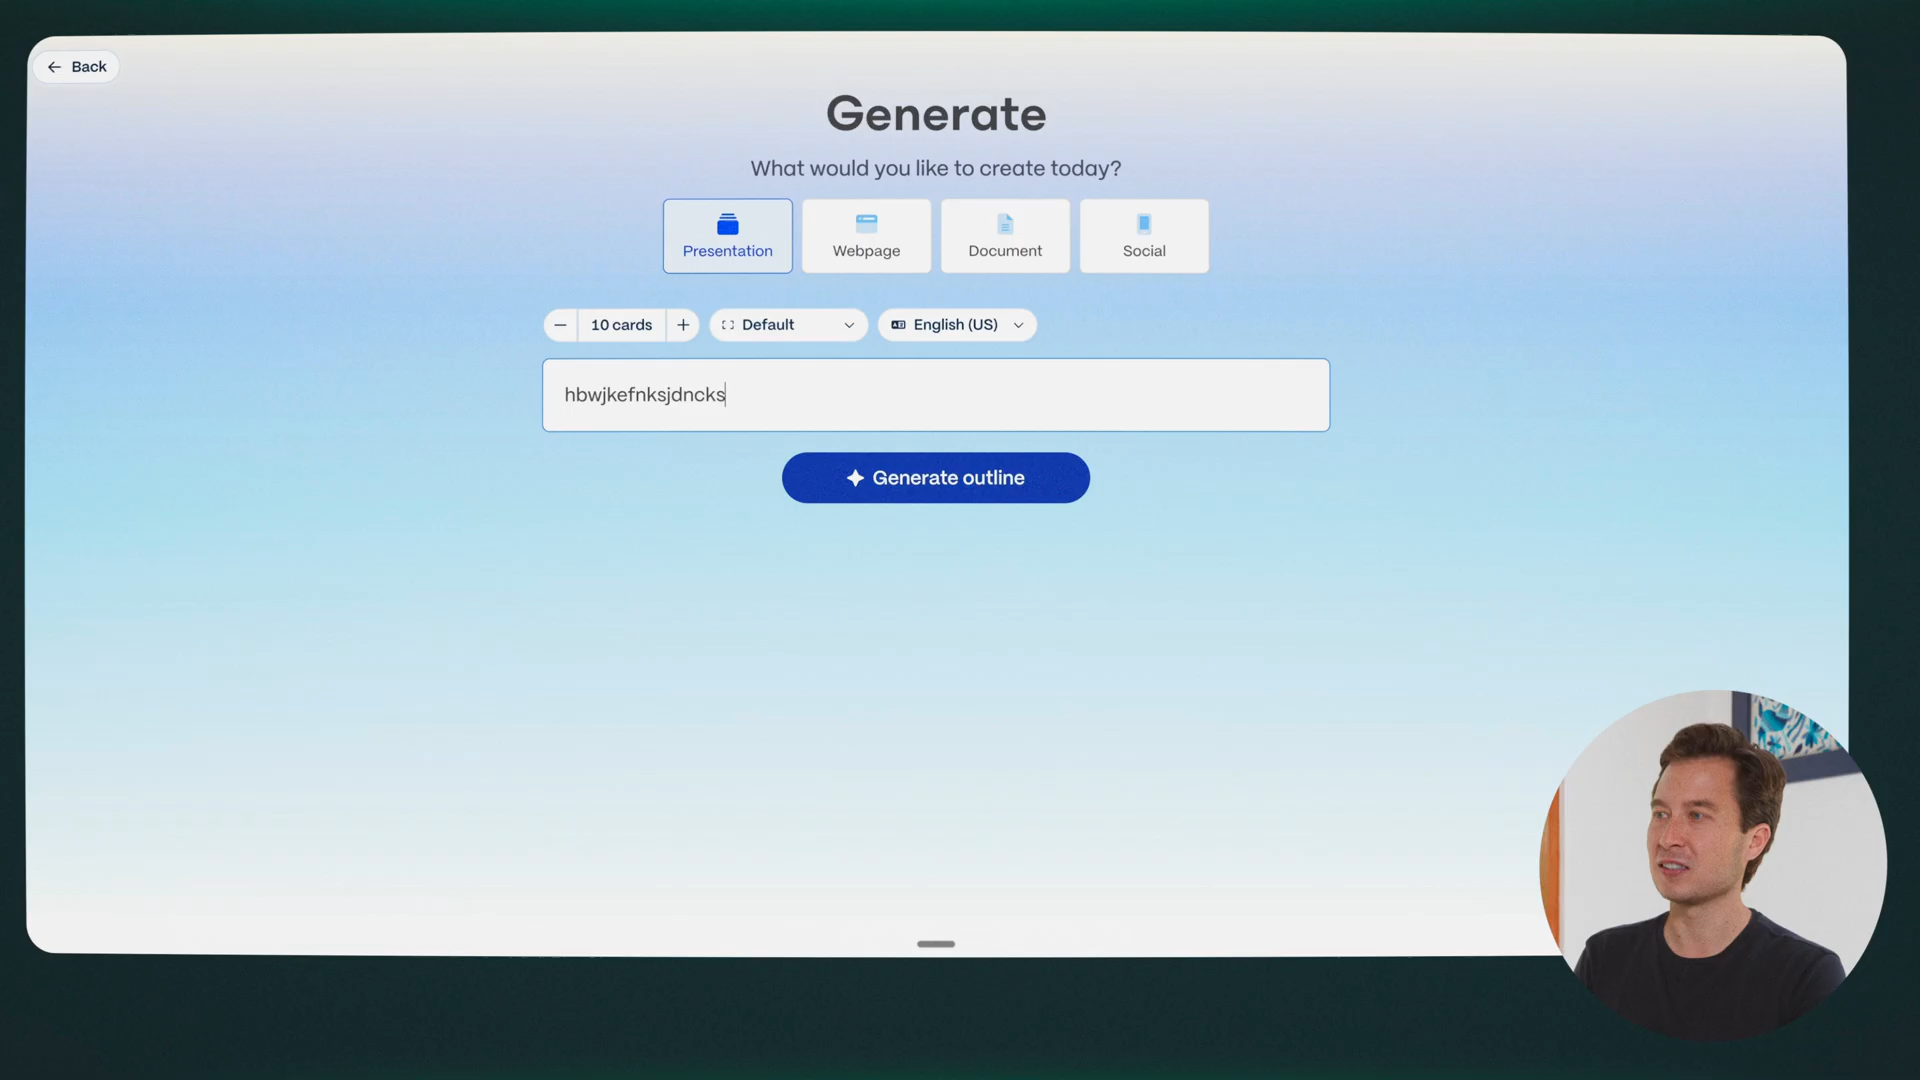 Back
Generate
What would you like to create today?
Presentation
Webpage
Document
Social
10 cards
Default
English (US)
hbwjkefnksjdncks
Generate outline